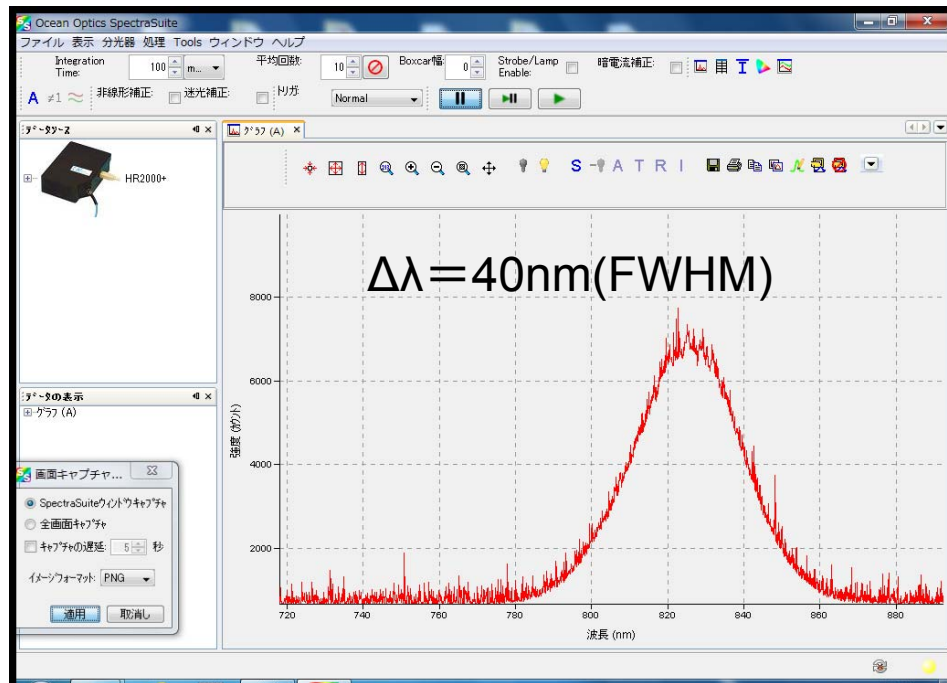 Ocean Optics SpectraSuite
ファイル 表示 分光器 処理 Tools ウィンドウ ヘルプ
Integration Time: 100 m... 平均回数: 10 Boxcar幅: 0 Strobe/Lamp Enable: 暗電流補正:
A ≠1 非線形補正: 迷光補正: トリガ: Normal
データソース
HR2000+
データの表示
グラフ (A)
画面キャプチャ...
SpectraSuiteウィンドウキャプチャ
全画面キャプチャ
キャプチャの遅延: 5 秒
イメージフォーマット: PNG
適用 取消し
グラフ (A)
S A T R I
Δλ=40nm(FWHM)
8000
6000
4000
2000
強度 (カウント)
720 740 760 780 800 820 840 860 880
波長 (nm)